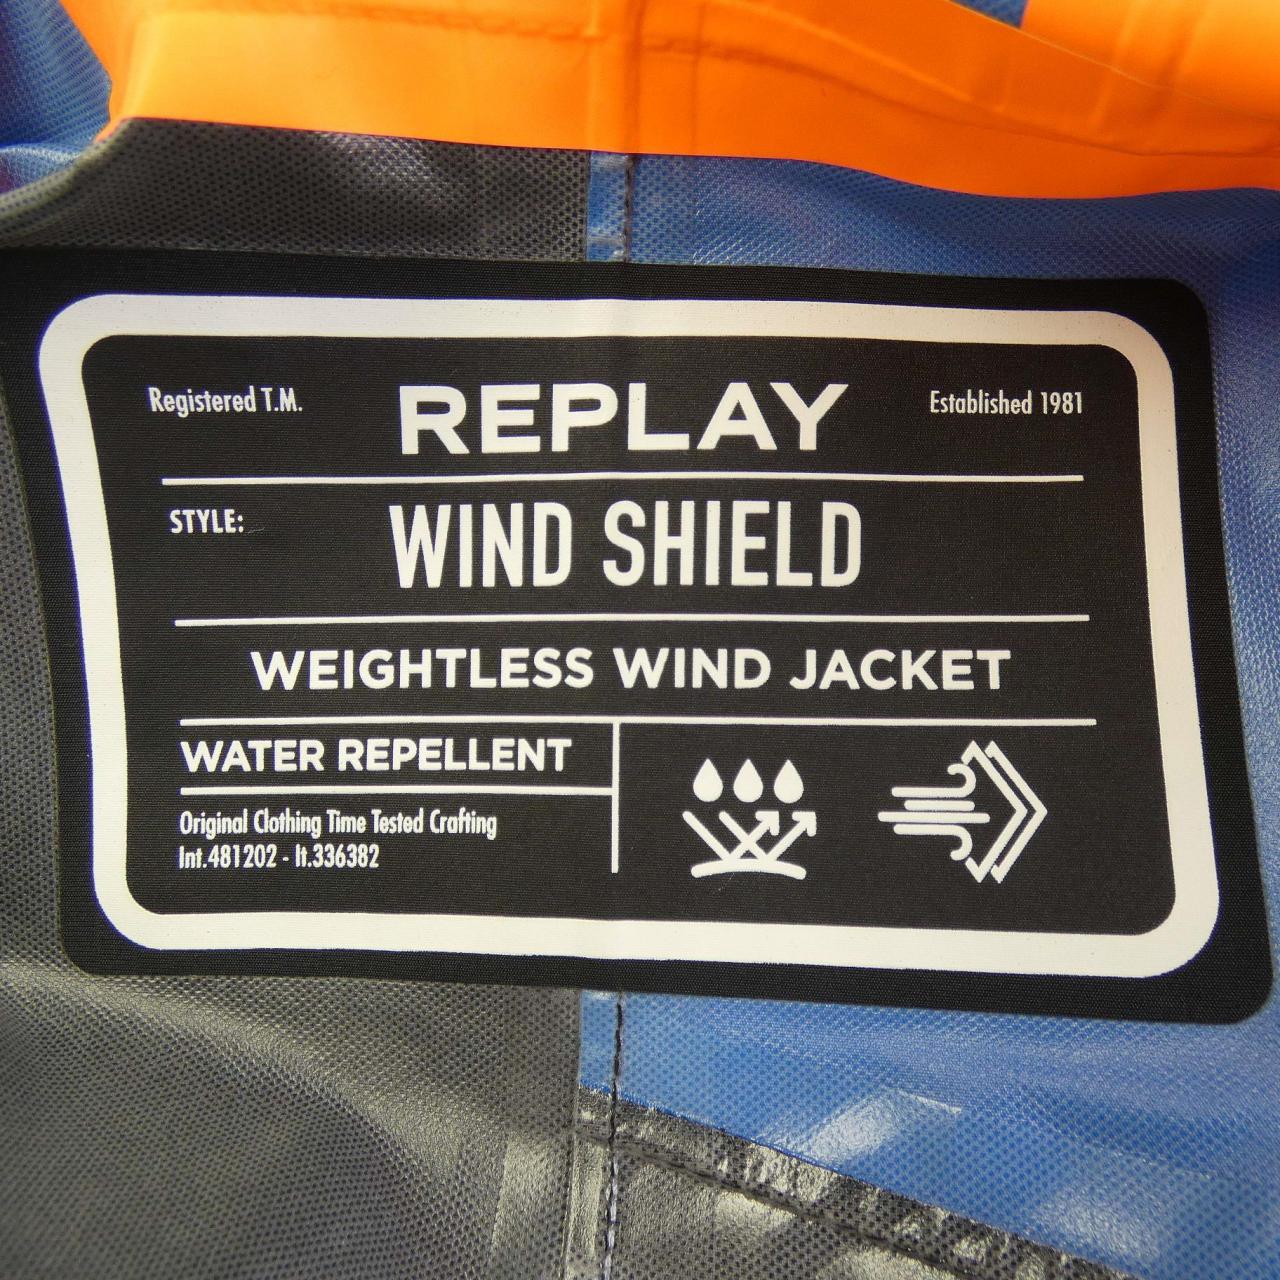 Registered T.M. REPLAY Established 1981
STYLE: WIND SHIELD
WEIGHTLESS WIND JACKET
WATER REPELLENT
Original Clothing Time Tested Crafting
Int.481202 - It.336382